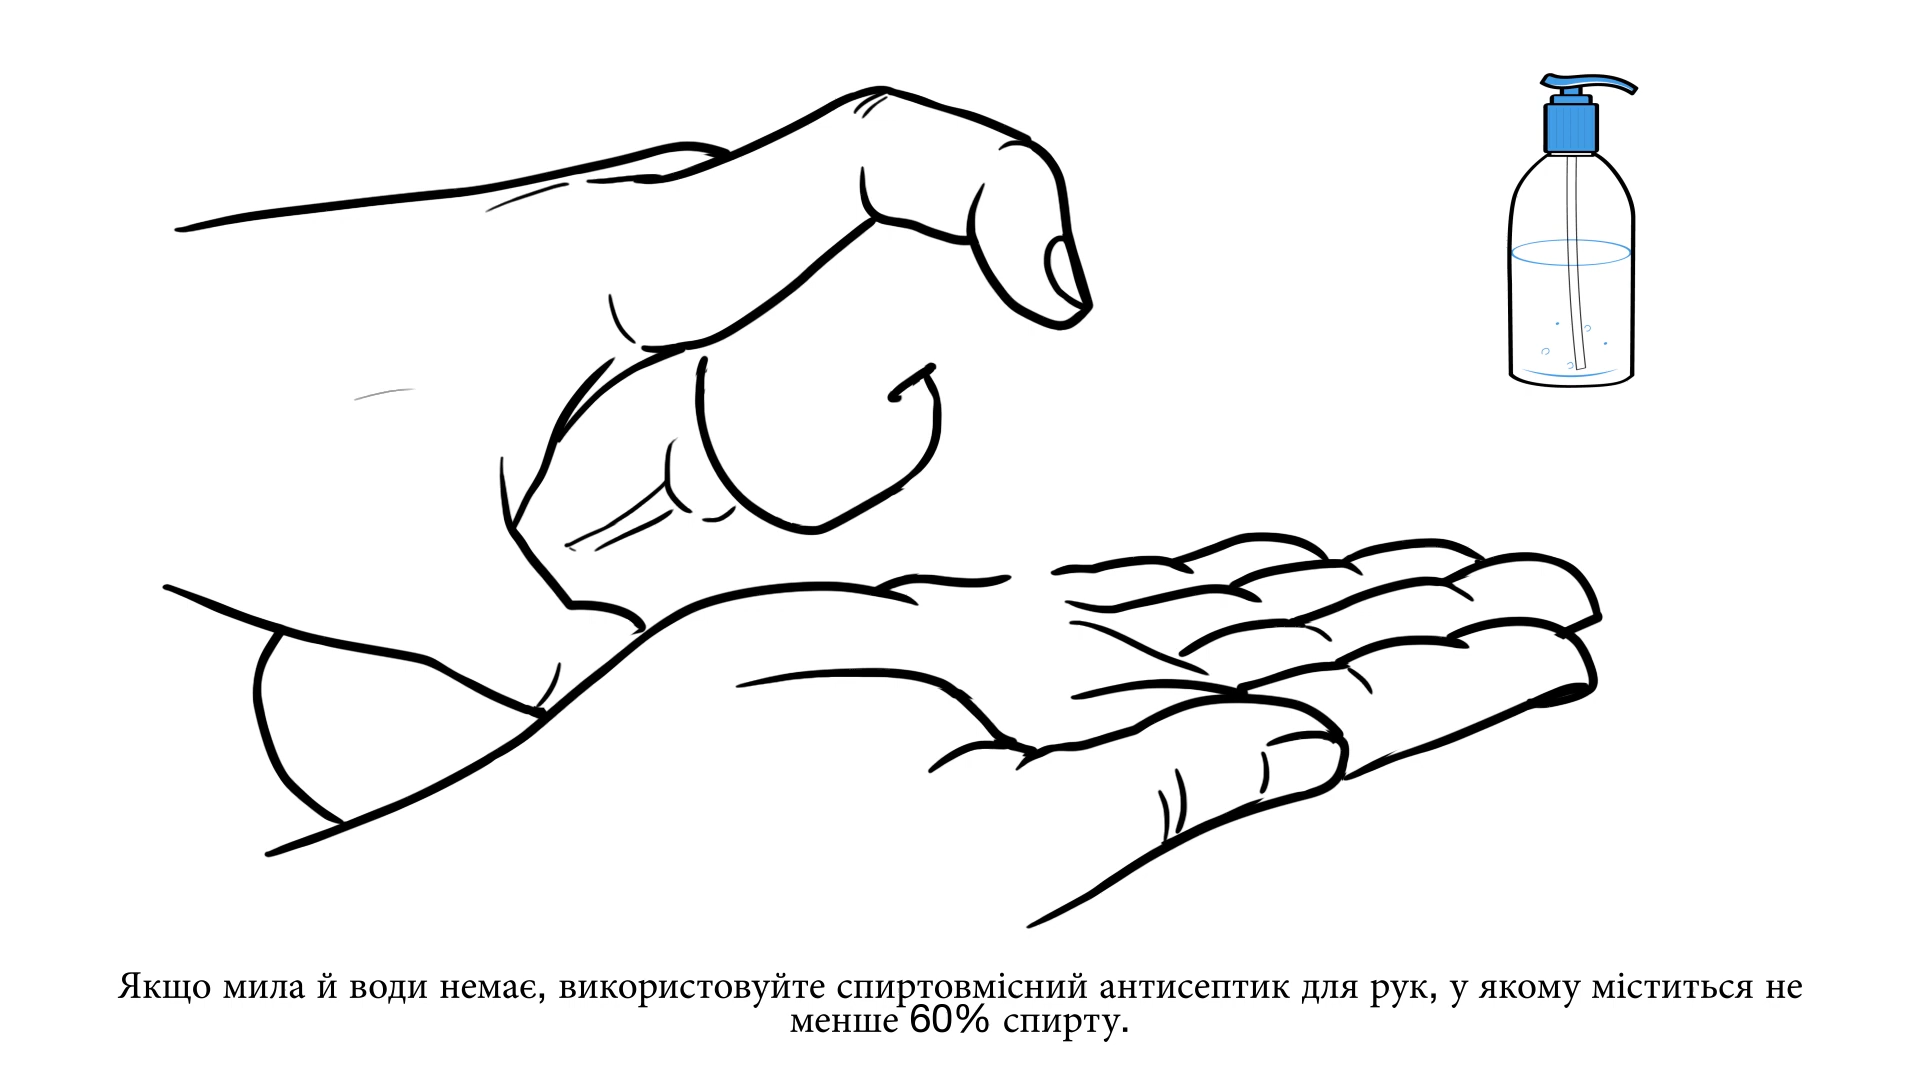 Якщо мила й води немає, використовуйте спиртовмісний антисептик для рук, у якому міститься не
менше 60% спирту.